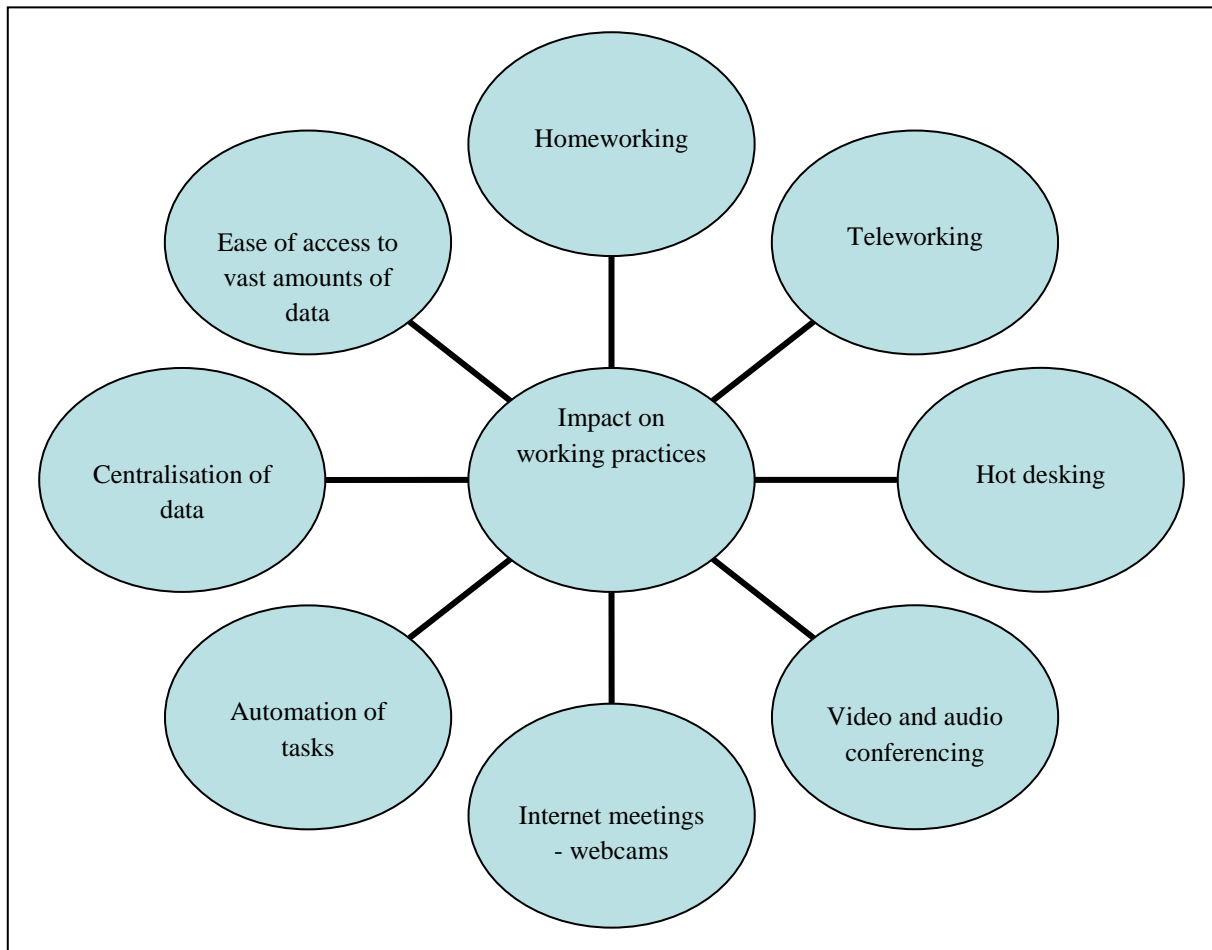 Homeworking
Teleworking
Hot desking
Video and audio
conferencing
Internet meetings
- webcams
Automation of
tasks
Centralisation of
data
Ease of access to
vast amounts of
data
Impact on
working practices